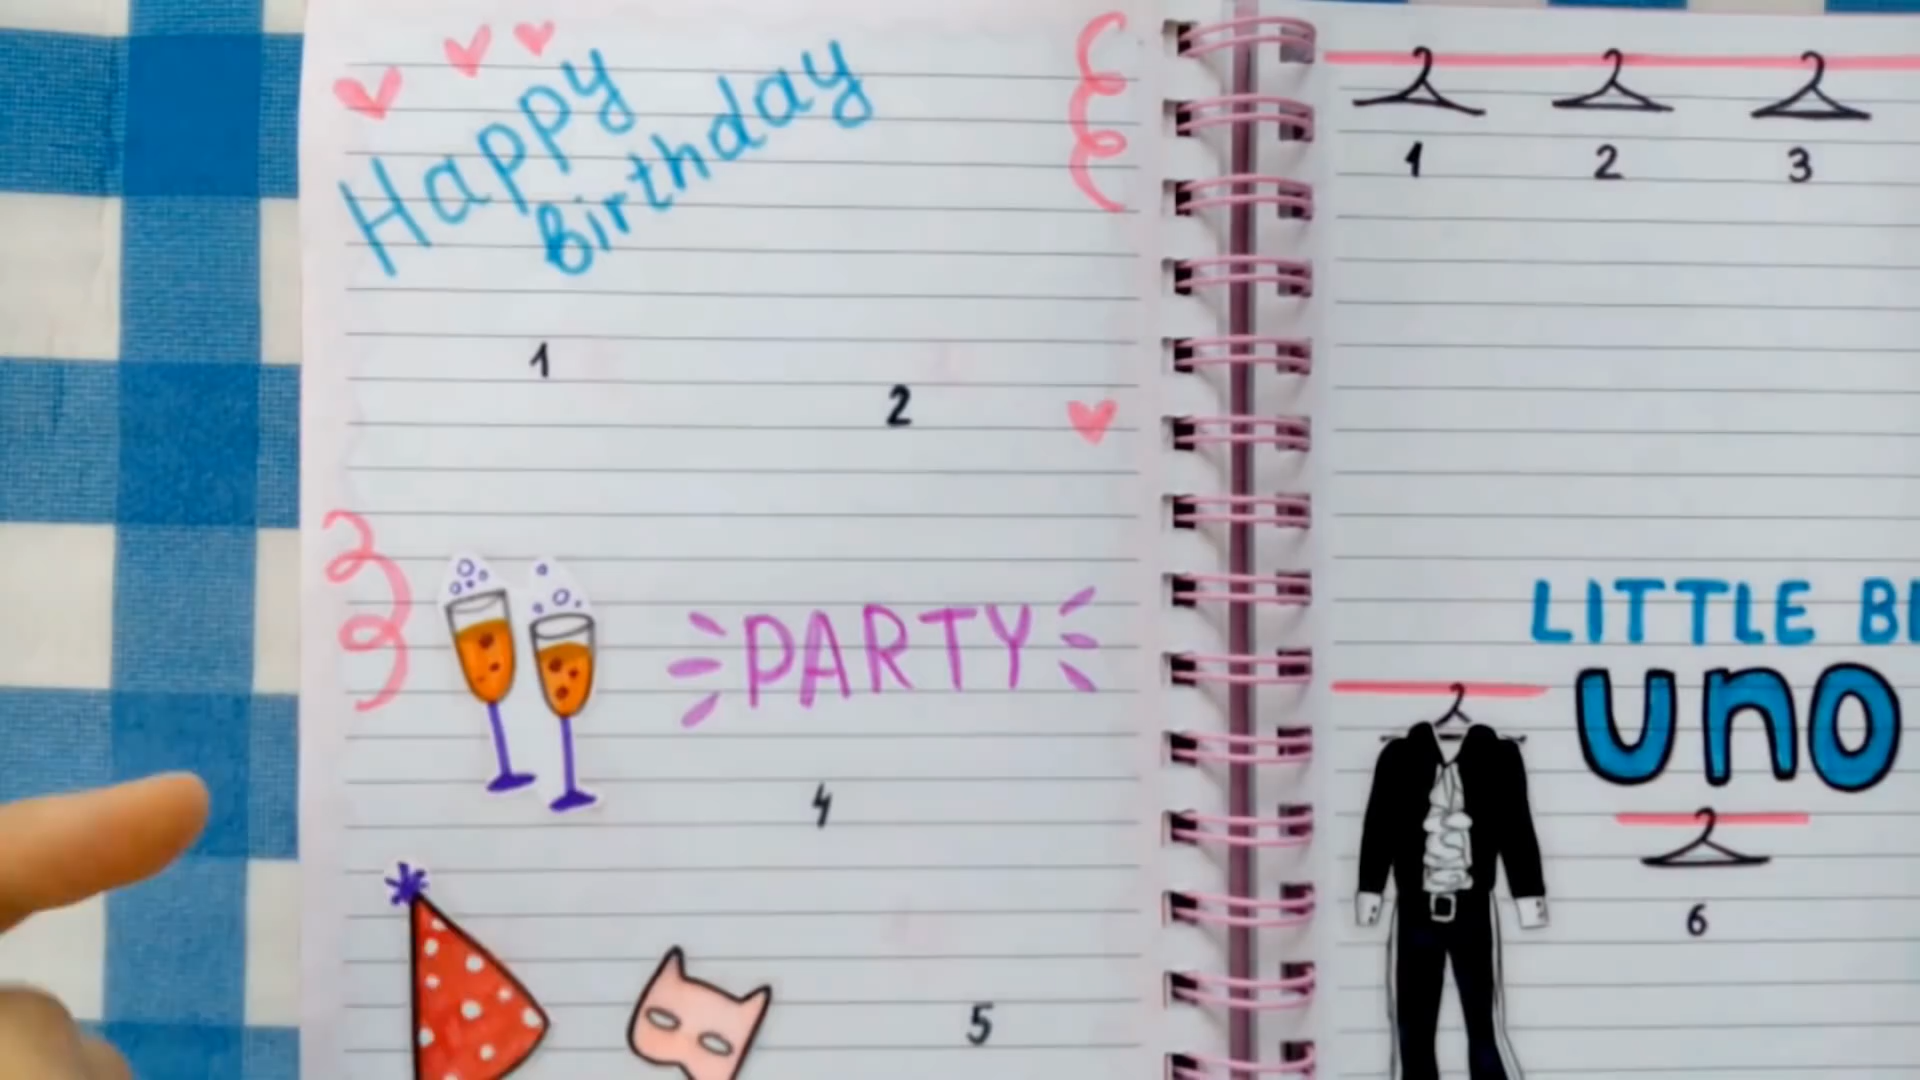 Happy
Birthday
1
2
PARTY
4
5
1 2 3
LITTLE
uno
6